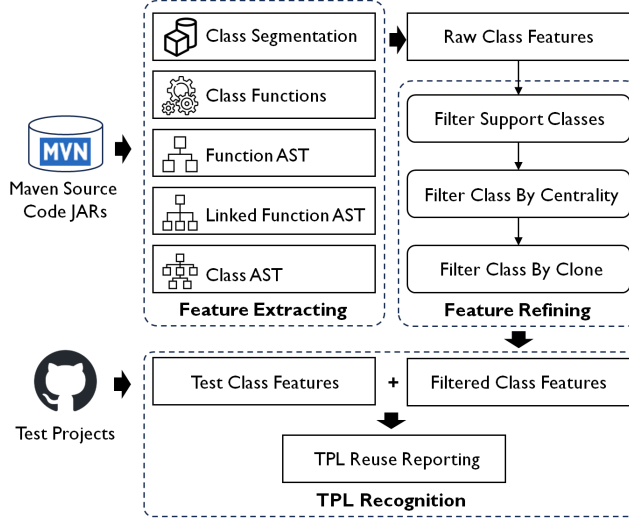 Class Segmentation
Raw Class Features
Class Functions
Filter Support Classes
MVN
Maven Source
Code JARs
Function AST
Linked Function AST
Filter Class By Centrality
Class AST
Filter Class By Clone
Feature Extracting
Feature Refining
Test Projects
Test Class Features
+
Filtered Class Features
TPL Reuse Reporting
TPL Recognition